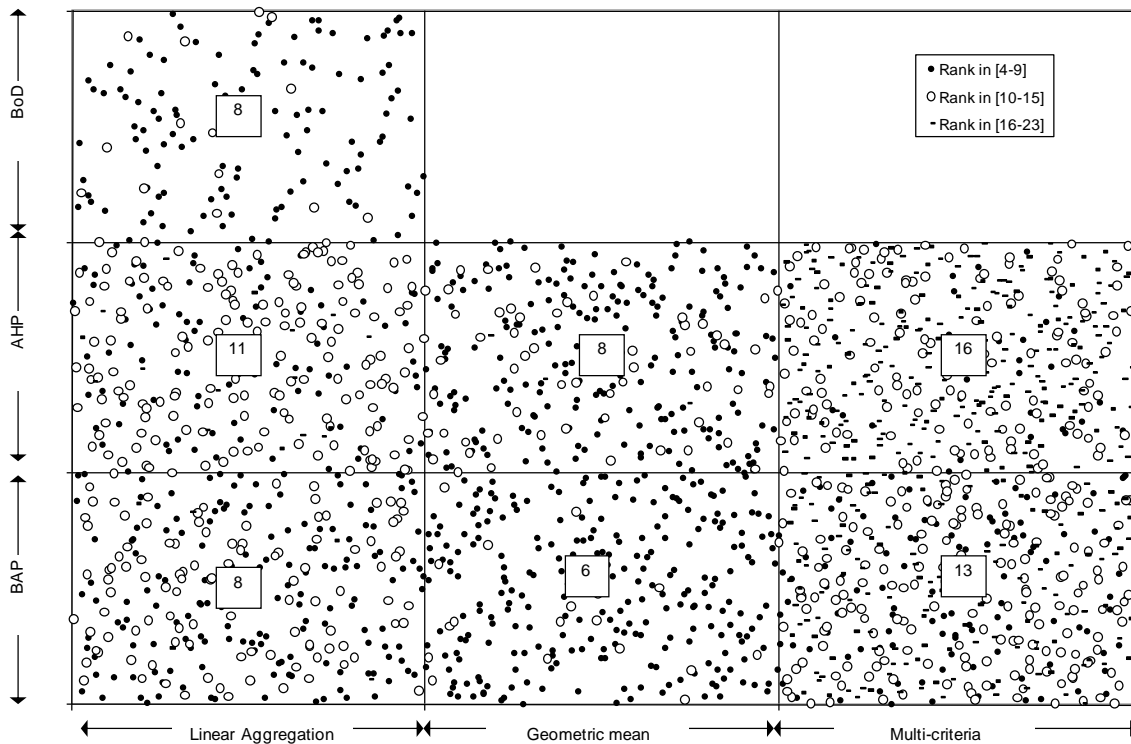 BoD
8
Rank in [4-9]
Rank in [10-15]
Rank in [16-23]
AHP
11
8
16
BAP
8
6
13
Linear Aggregation
Geometric mean
Multi-criteria